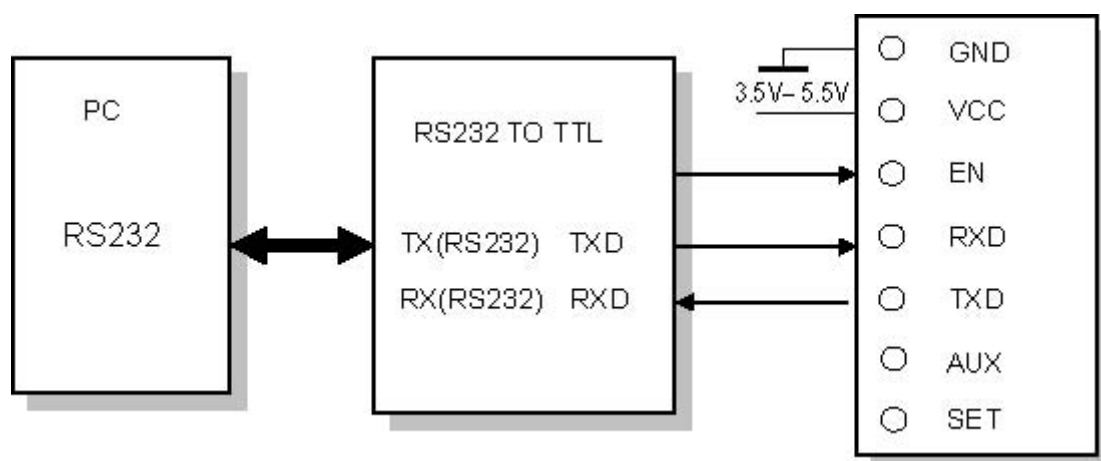 PC
RS232
RS232 TO TTL
TX(RS232) TXD
RX(RS232) RXD
3.5V-5.5V
GND
VCC
EN
RXD
TXD
AUX
SET